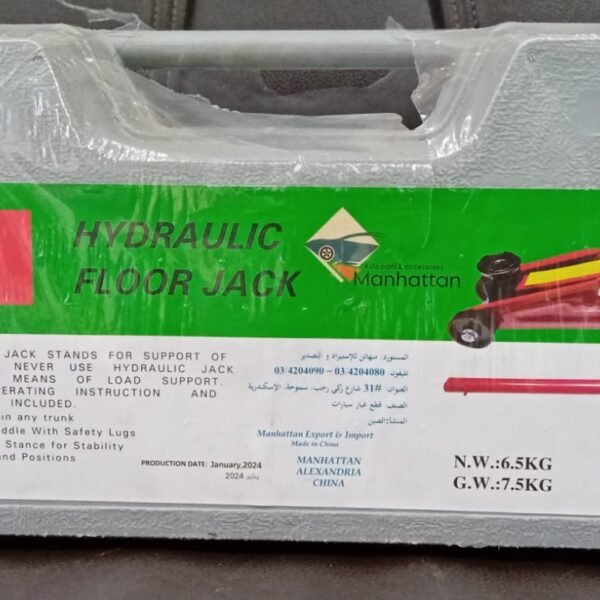 HYDRAULIC
FLOOR JACK
Auto parts & accessories
Manhattan
JACK STANDS FOR SUPPORT OF
NEVER USE HYDRAULIC JACK
MEANS OF LOAD SUPPORT.
ERATING INSTRUCTION AND
INCLUDED.
in any trunk
ddle With Safety Lugs
Stance for Stability
und Positions
PRODUCTION DATE: January,2024
يناير 2024
المستورد: منهاتن للإستيراد و التصدير
تليفون: 03 4204080 – 03 4204090
العنوان: #31 شارع زكي رجب، سموحة، الإسكندرية
الصنف: قطع غيار سيارات
المنشأ:الصين
Manhattan Export & Import
Made in China
MANHATTAN
ALEXANDRIA
CHINA
N.W.:6.5KG
G.W.:7.5KG